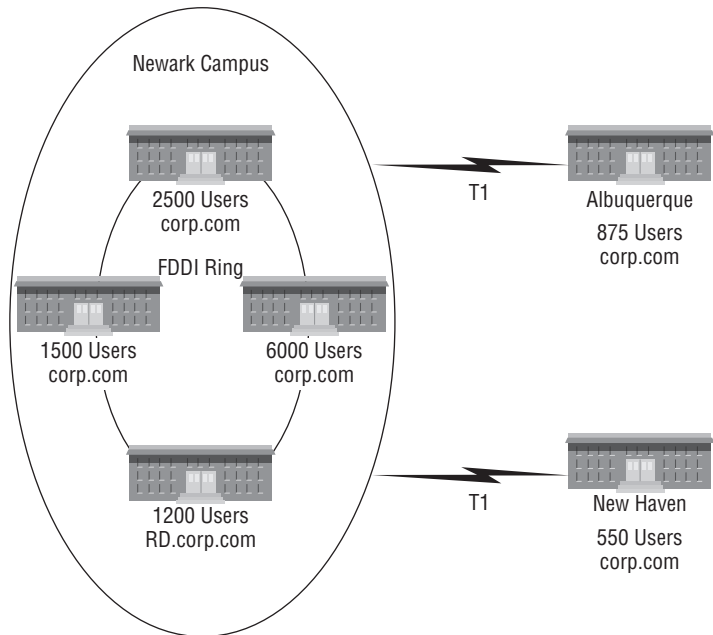 Newark Campus
2500 Users
corp.com
FDDI Ring
1500 Users
corp.com
6000 Users
corp.com
1200 Users
RD.corp.com
T1
Albuquerque
875 Users
corp.com
T1
New Haven
550 Users
corp.com